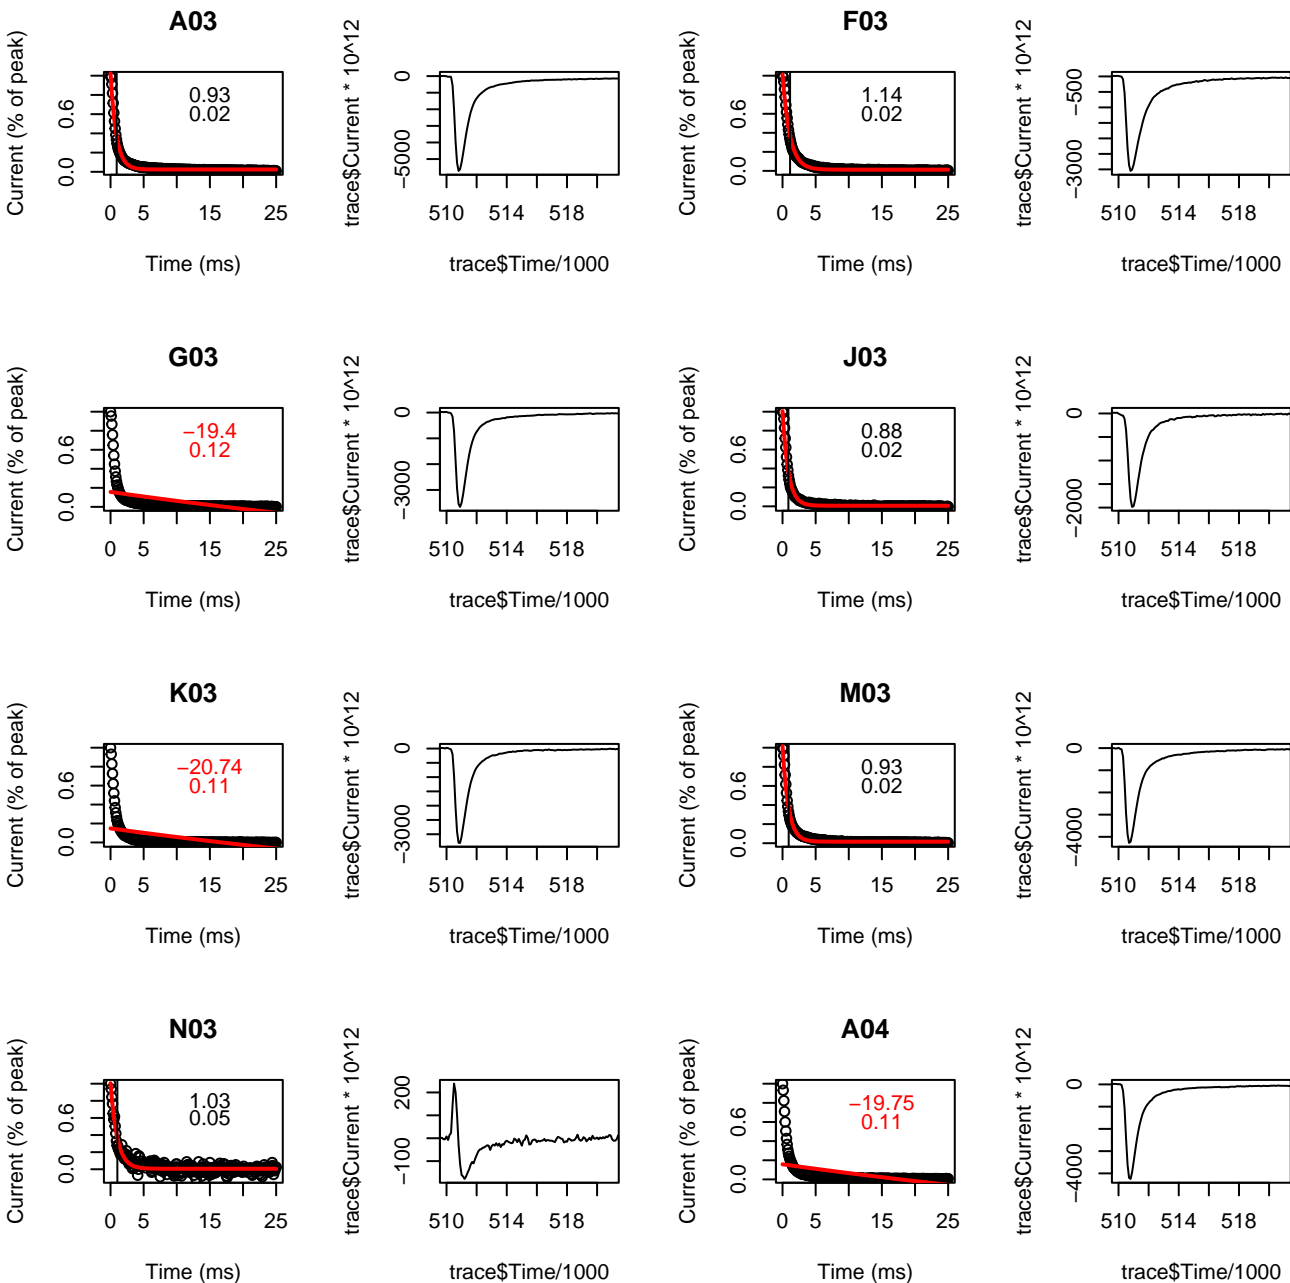 A03
Current (% of peak)
0.0 0.6
0.93
0.02
0 5 15 25
Time (ms)
trace$Current * 10^12
−5000 0
510 514 518
trace$Time/1000
F03
Current (% of peak)
0.0 0.6
1.14
0.02
0 5 15 25
Time (ms)
trace$Current * 10^12
−3000 −500
510 514 518
trace$Time/1000
G03
Current (% of peak)
0.0 0.6
−19.4
0.12
0 5 15 25
Time (ms)
trace$Current * 10^12
−3000 0
510 514 518
trace$Time/1000
J03
Current (% of peak)
0.0 0.6
0.88
0.02
0 5 15 25
Time (ms)
trace$Current * 10^12
−2000 0
510 514 518
trace$Time/1000
K03
Current (% of peak)
0.0 0.6
−20.74
0.11
0 5 15 25
Time (ms)
trace$Current * 10^12
−3000 0
510 514 518
trace$Time/1000
M03
Current (% of peak)
0.0 0.6
0.93
0.02
0 5 15 25
Time (ms)
trace$Current * 10^12
−4000 0
510 514 518
trace$Time/1000
N03
Current (% of peak)
0.0 0.6
1.03
0.05
0 5 15 25
Time (ms)
trace$Current * 10^12
−100 200
510 514 518
trace$Time/1000
A04
Current (% of peak)
0.0 0.6
−19.75
0.11
0 5 15 25
Time (ms)
trace$Current * 10^12
−4000 0
510 514 518
trace$Time/1000